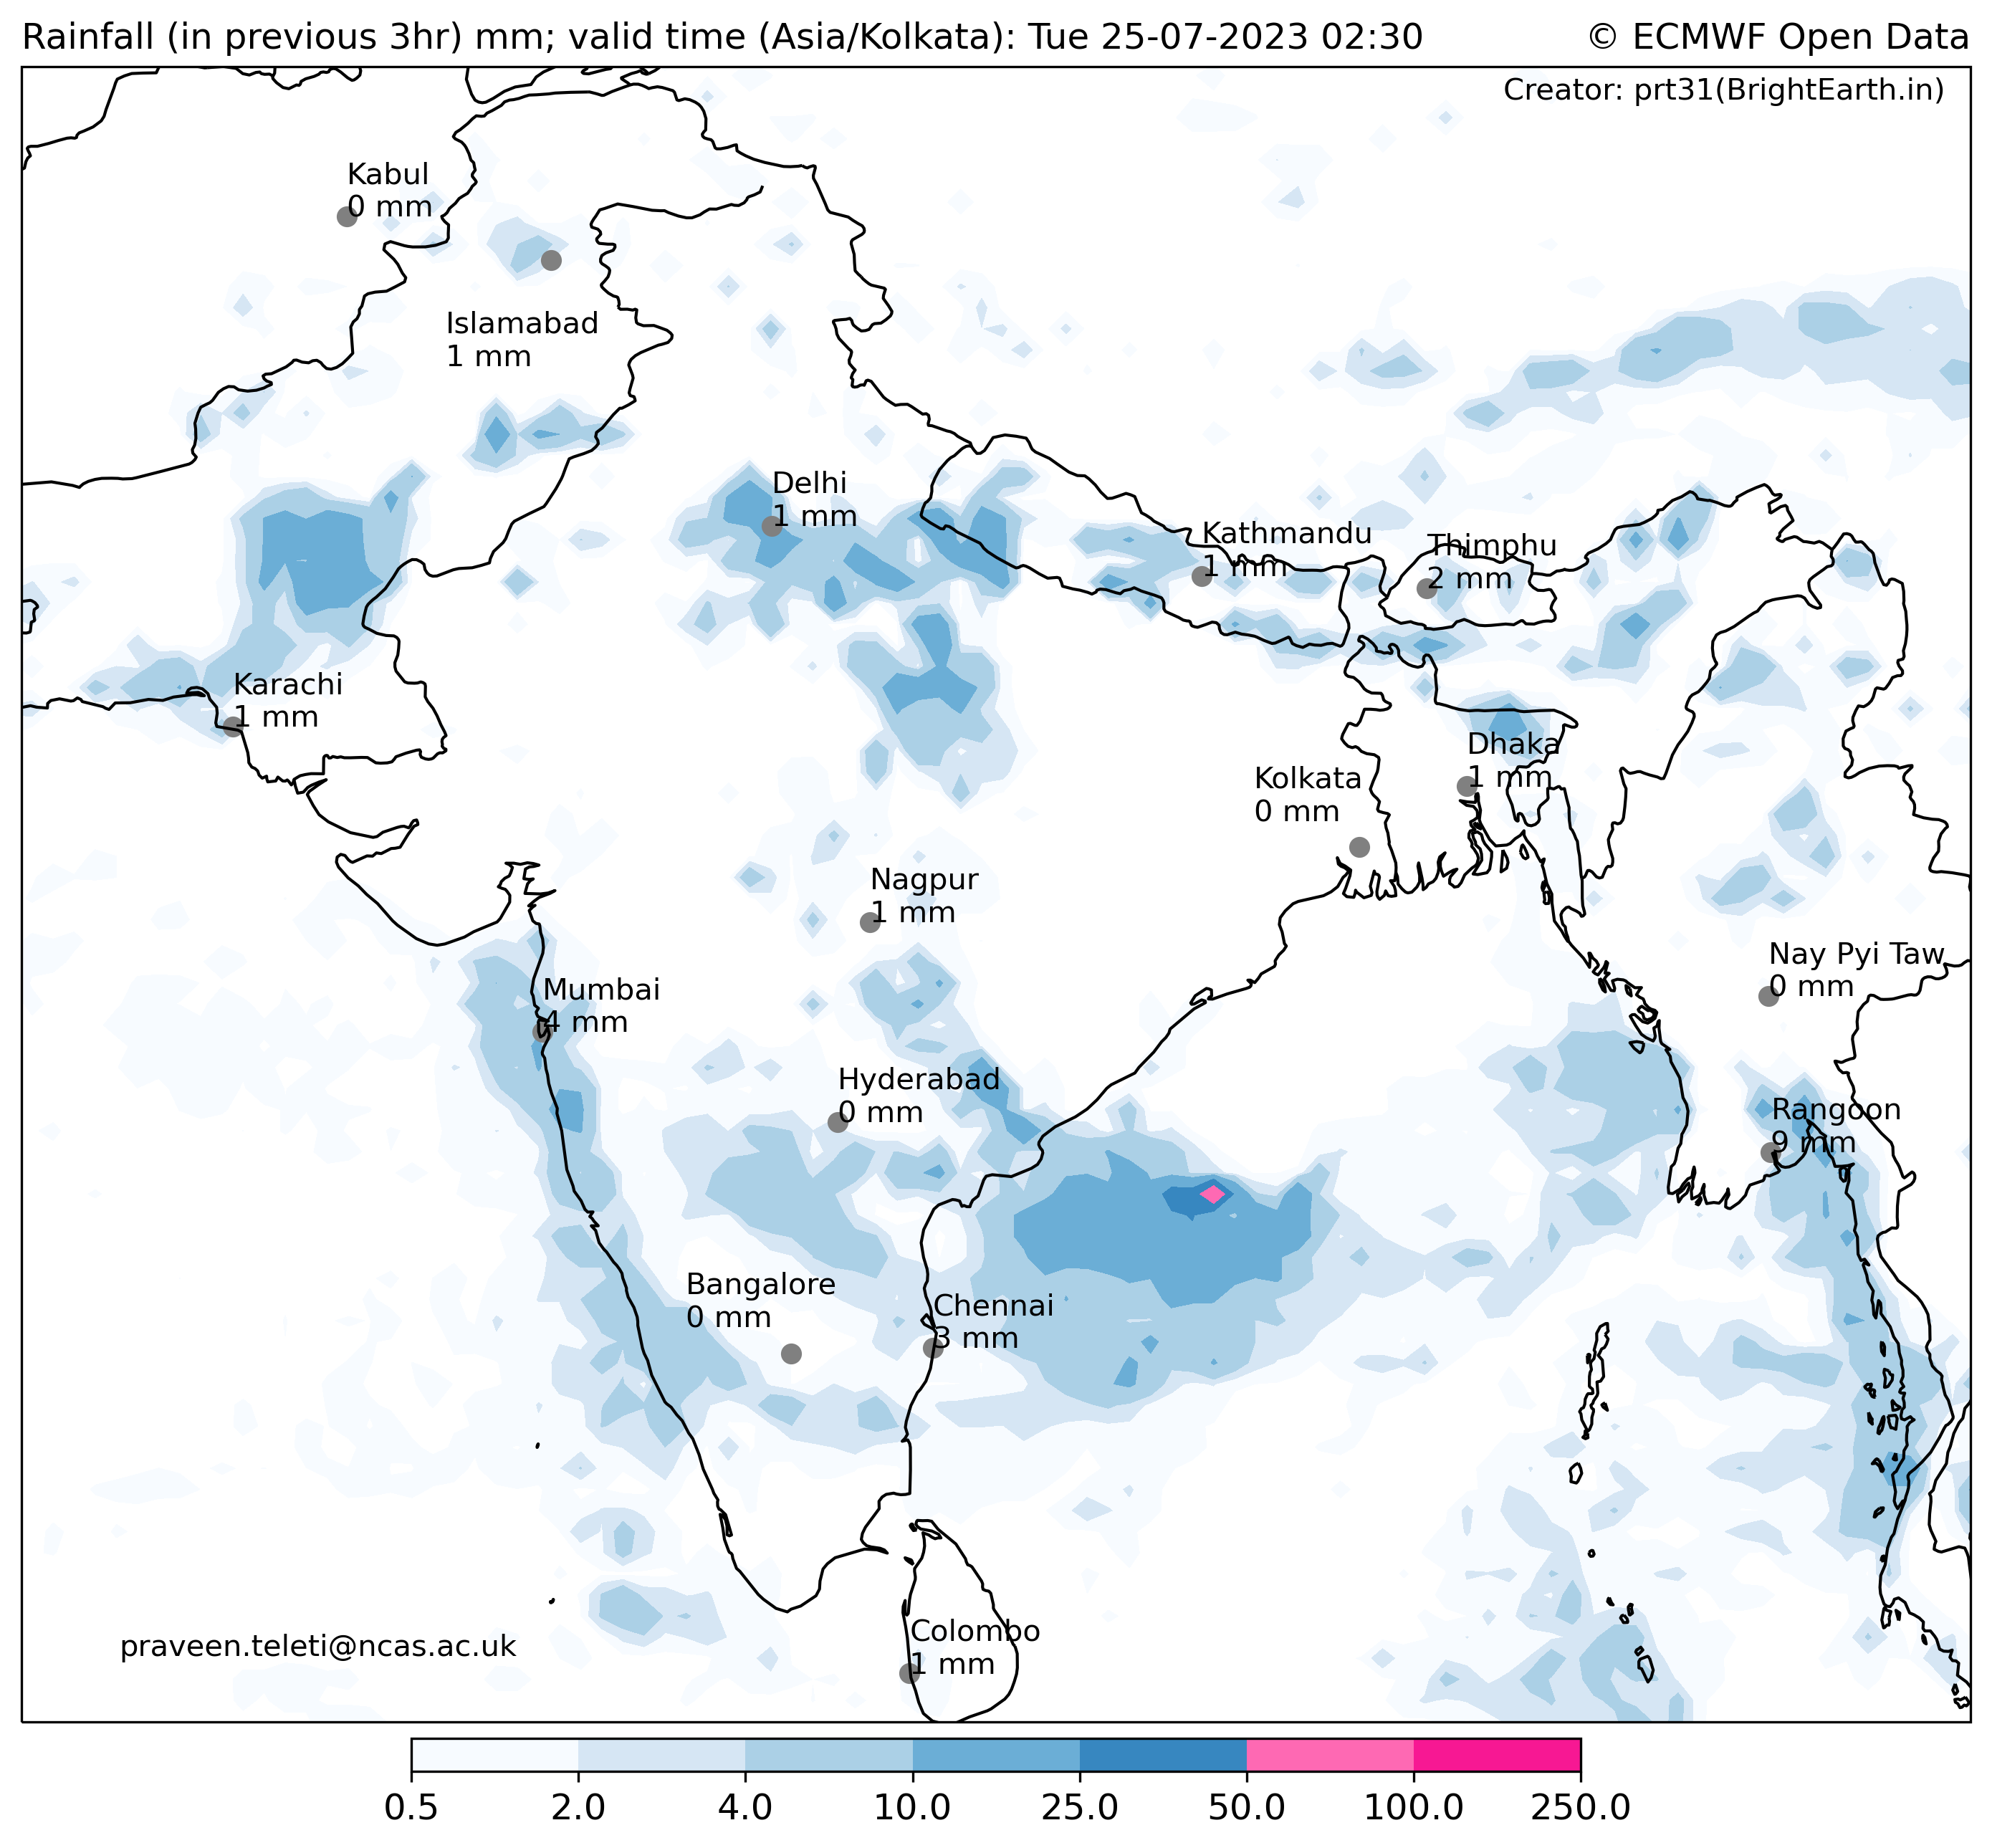 Rainfall (in previous 3hr) mm; valid time (Asia/Kolkata): Tue 25-07-2023 02:30
© ECMWF Open Data
Creator: prt31(BrightEarth.in)
Kabul
0 mm
Islamabad
1 mm
Delhi
1 mm
Kathmandu
1 mm
Thimphu
2 mm
Karachi
1 mm
Dhaka
1 mm
Kolkata
0 mm
Nagpur
1 mm
Nay Pyi Taw
0 mm
Mumbai
4 mm
Hyderabad
0 mm
Rangoon
9 mm
Bangalore
0 mm
Chennai
3 mm
Colombo
1 mm
praveen.teleti@ncas.ac.uk
0.5 2.0 4.0 10.0 25.0 50.0 100.0 250.0